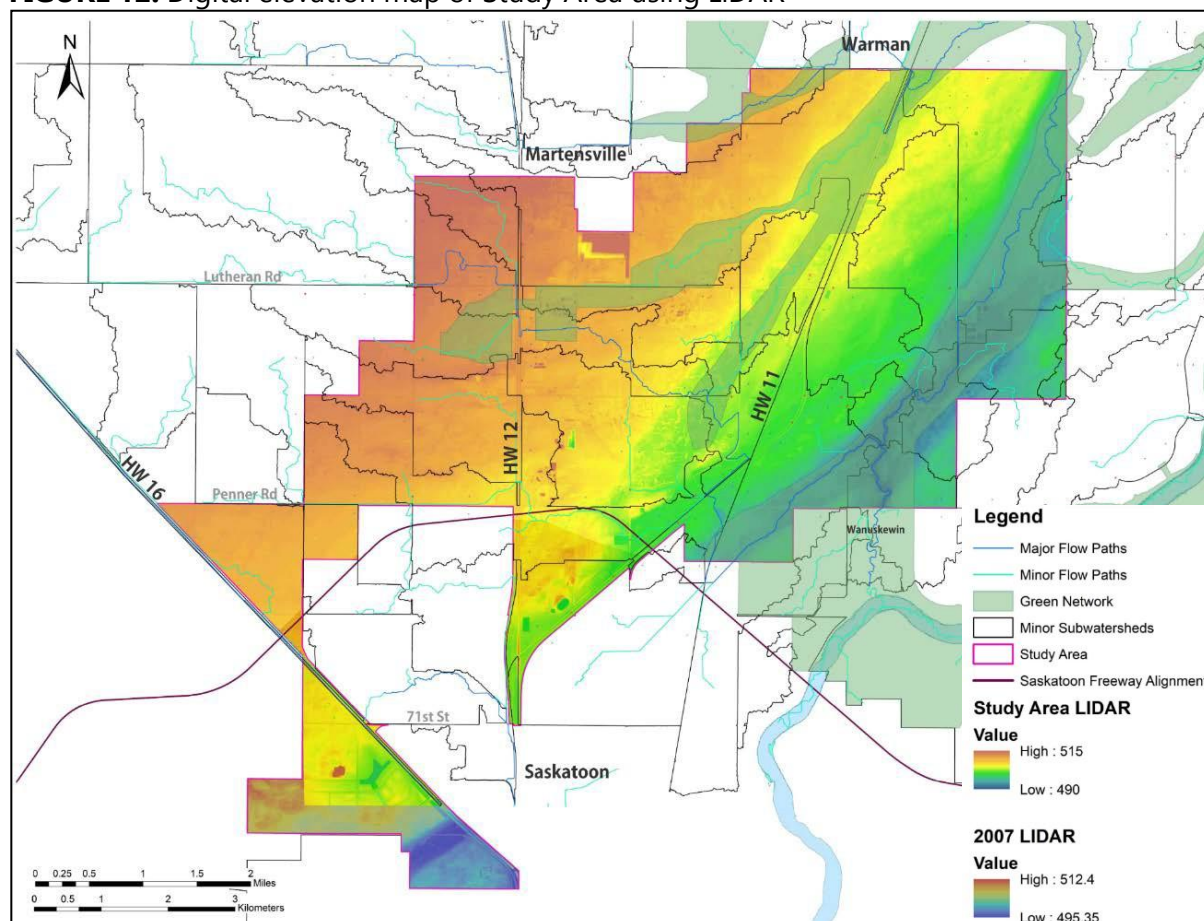 FIGURE 12. Digital elevation map of Study Area using LiDAR
N
Warman
Martensville
Lutheran Rd
HW 12
HW 11
HW 16
Penner Rd
Wanuskewin
71st St
Saskatoon
Legend
Major Flow Paths
Minor Flow Paths
Green Network
Minor Subwatersheds
Study Area
Saskatoon Freeway Alignment
Study Area LIDAR
Value
High : 515
Low : 490
2007 LIDAR
Value
High : 512.4
Low : 495.35
0 0.25 0.5 1 1.5 2
Miles
0 0.5 1 2 3
Kilometers